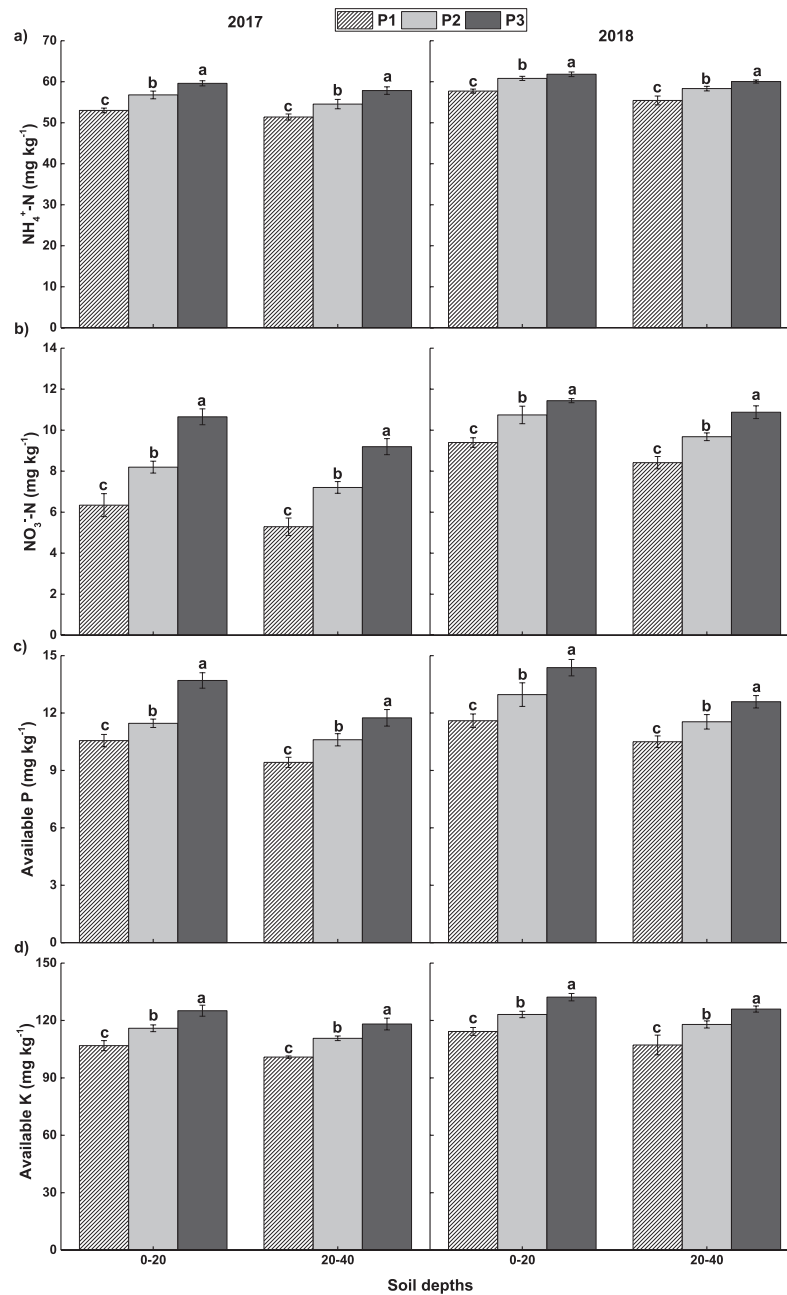 P1 P2 P3
2017 2018
a)
NH₄⁺-N (mg kg⁻¹)
70
60
50
40
30
20
10
0
c b a c b a c b a c b a
b)
NO₃⁻-N (mg kg⁻¹)
14
12
10
8
6
4
2
0
c b a c b a c b a c b a
c)
Available P (mg kg⁻¹)
15
12
9
6
3
0
c b a c b a c b a c b a
d)
Available K (mg kg⁻¹)
150
120
90
60
30
0
c b a c b a c b a c b a
0-20 20-40 0-20 20-40
Soil depths